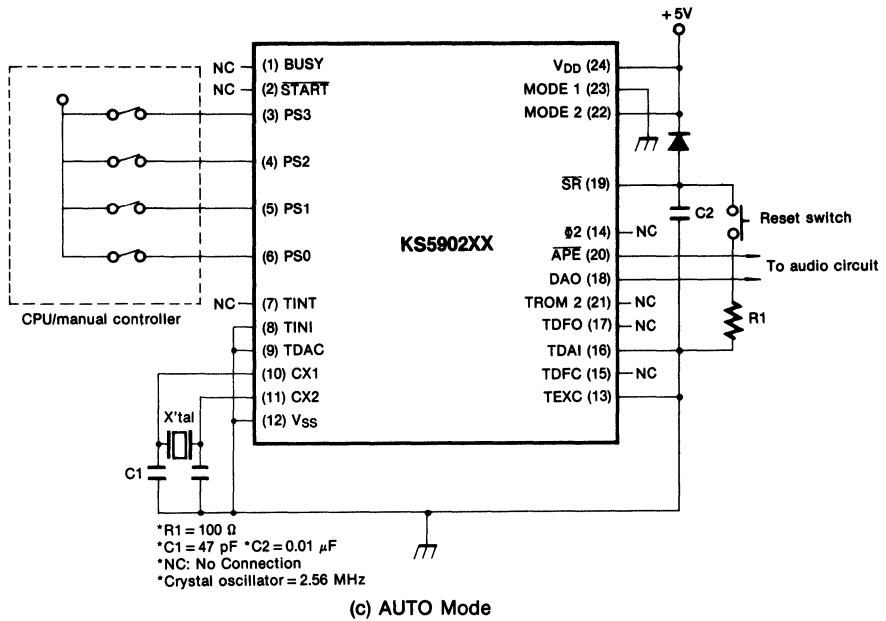 +5V
NC (1) BUSY
NC (2) START
(3) PS3
(4) PS2
(5) PS1
(6) PS0
NC (7) TINT
(8) TINI
(9) TDAC
(10) CX1
(11) CX2
(12) VSS
CPU/manual controller
KS5902XX
VDD (24)
MODE 1 (23)
MODE 2 (22)
SR (19)
Φ2 (14) NC
APE (20)
DAO (18)
TROM 2 (21) NC
TDFO (17) NC
TDAI (16)
TDFC (15) NC
TEXC (13)
C2
Reset switch
To audio circuit
R1
X'tal
C1
*R1 = 100 Ω
*C1 = 47 pF *C2 = 0.01 μF
*NC: No Connection
*Crystal oscillator = 2.56 MHz
(c) AUTO Mode